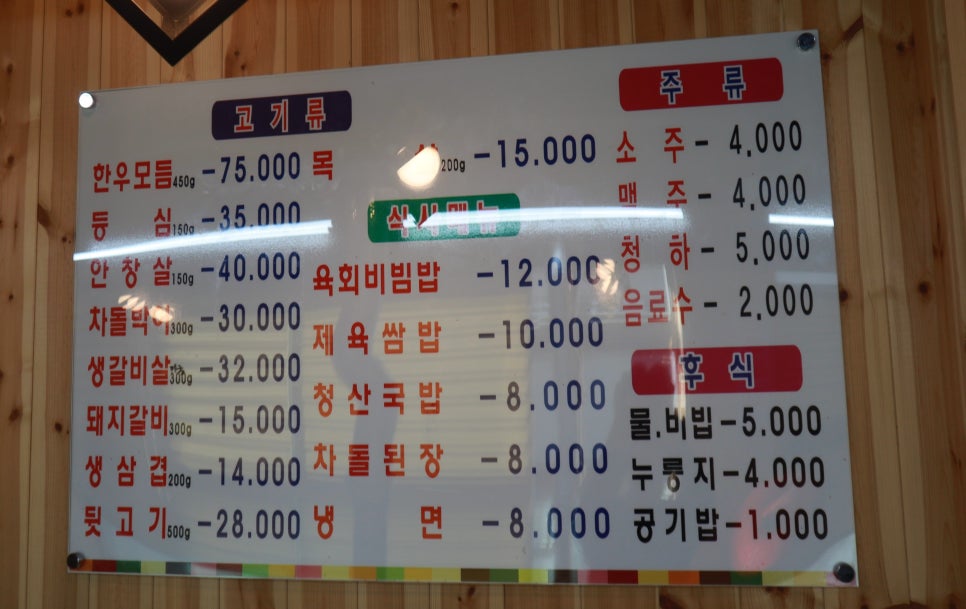 고기류
한우모듬450g -75.000
등 심150g -35.000
안창살150g -40.000
차돌박이300g -30.000
생갈비살300g -32.000
돼지갈비300g -15.000
생삼겹200g -14.000
뒷고기500g -28.000
목 살200g -15.000
식사메뉴
육회비빔밥 -12.000
제육쌈밥 -10.000
청산국밥 -8.000
차돌된장 -8.000
냉 면 -8.000
주 류
소 주 - 4,000
맥 주 - 4,000
청 하 - 5,000
음료수 - 2,000
후 식
물.비빔 -5.000
누룽지 -4.000
공기밥 -1.000